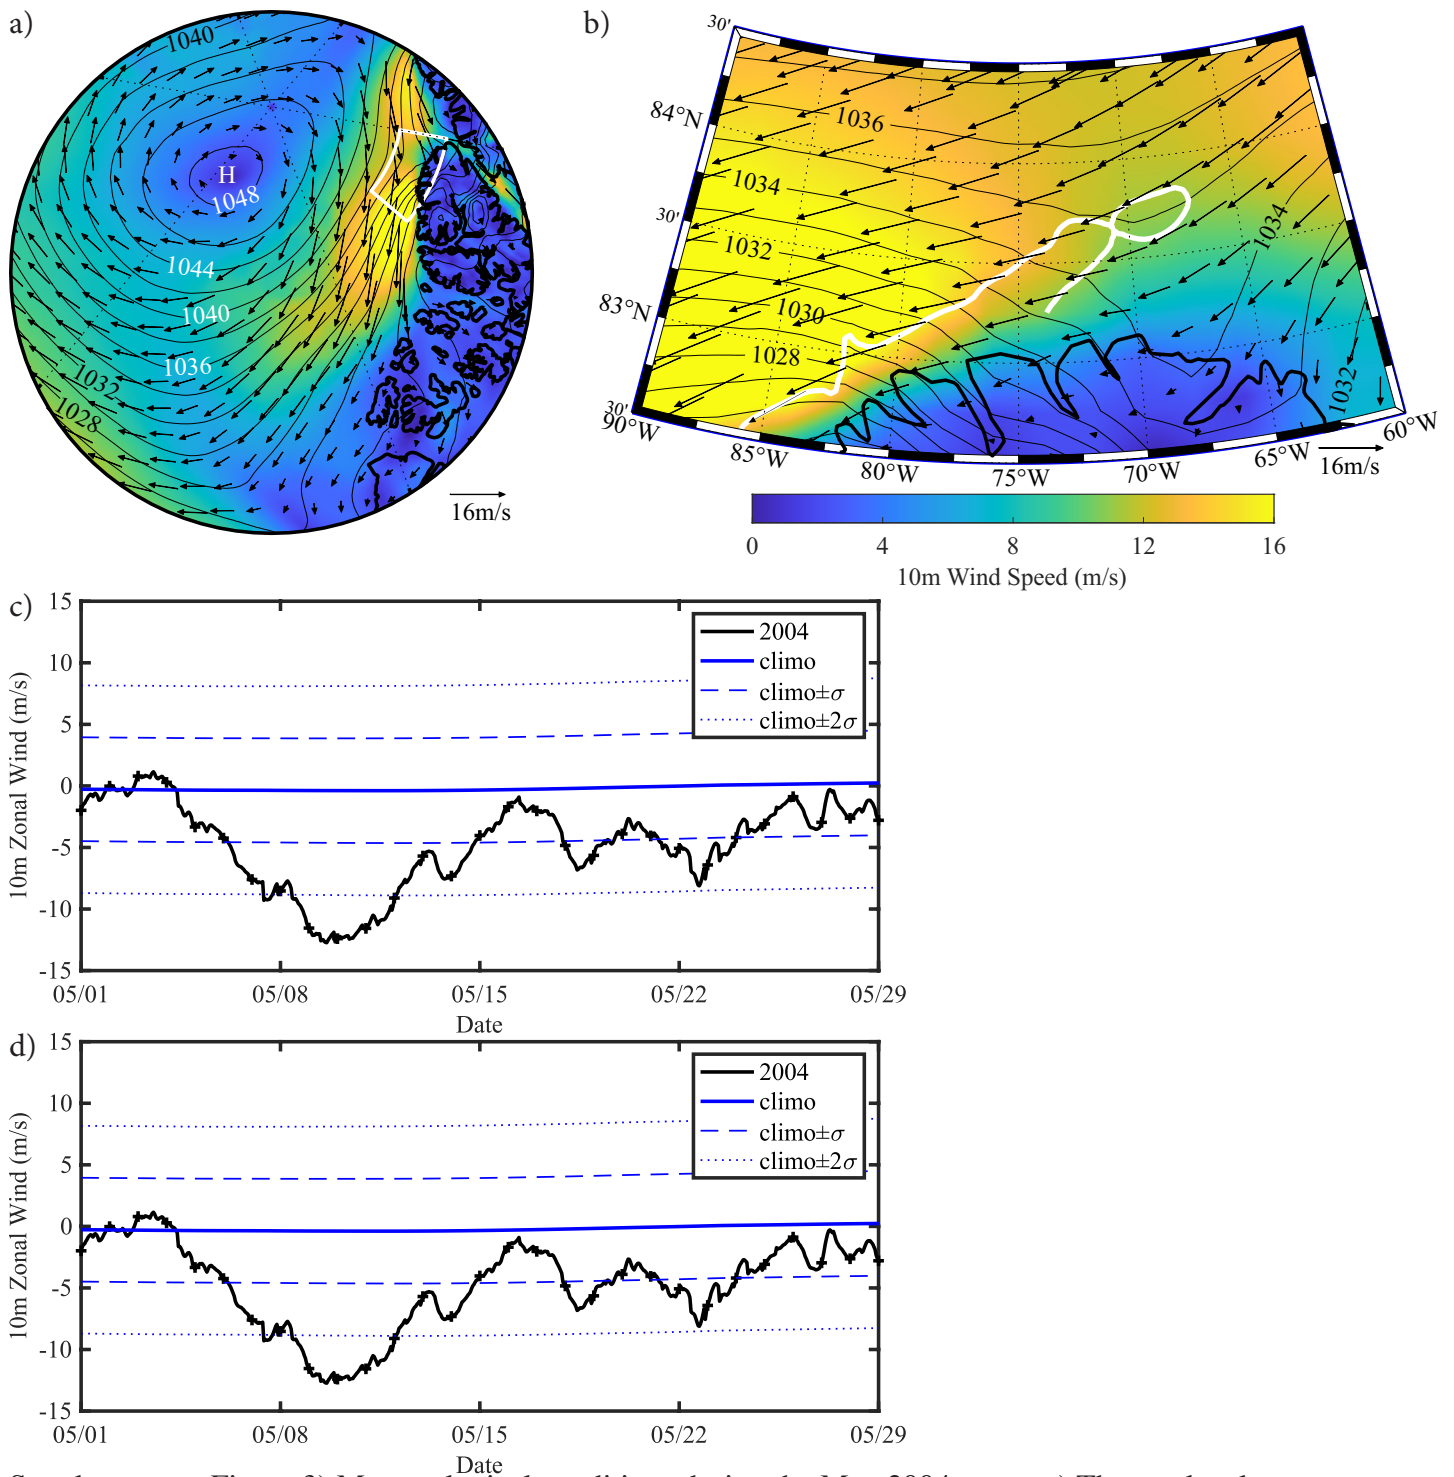 a)
1040
H
1048
1044
1040
1036
1032
1028
16m/s
b)
30'
84°N
30'
83°N
30'
90°W
85°W
80°W
75°W
70°W
65°W
60°W
1036
1034
1032
1030
1028
1034
1032
16m/s
0 4 8 12 16
10m Wind Speed (m/s)
c)
10m Zonal Wind (m/s)
15
10
5
0
-5
-10
-15
2004
climo
climo±σ
climo±2σ
05/01 05/08 05/15 05/22 05/29
Date
d)
10m Zonal Wind (m/s)
15
10
5
0
-5
-10
-15
2004
climo
climo±σ
climo±2σ
05/01 05/08 05/15 05/22 05/29
Date